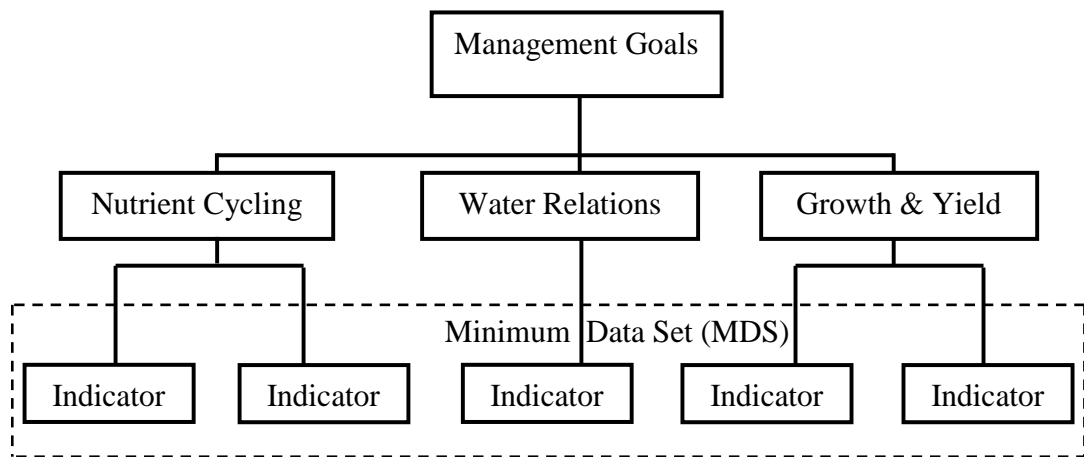 Management Goals
Nutrient Cycling
Water Relations
Growth & Yield
Minimum Data Set (MDS)
Indicator
Indicator
Indicator
Indicator
Indicator